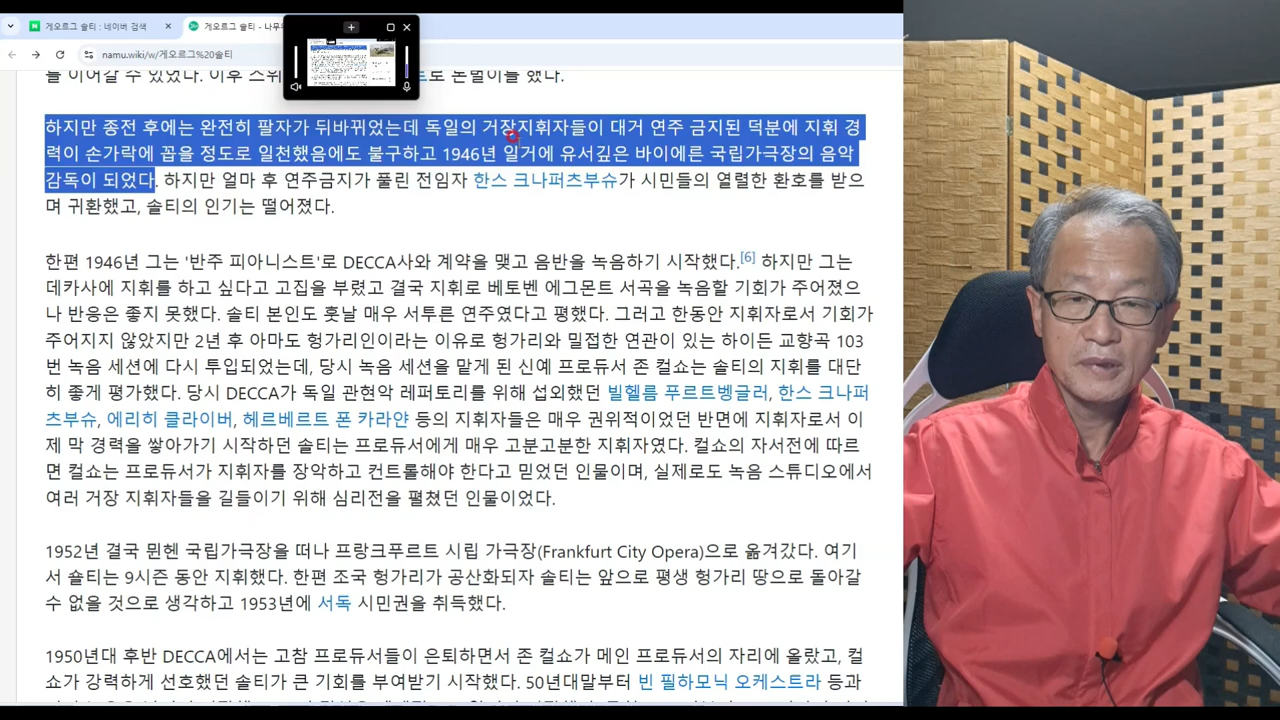 게오르그 솔티 : 네이버 검색
게오르그 솔티 - 나무
namu.wiki/w/게오르그%20솔티
를 이어갈 수 있었다. 이후 스위
로 돈벌이를 했다.
하지만 종전 후에는 완전히 팔자가 뒤바뀌었는데 독일의 거장지휘자들이 대거 연주 금지된 덕분에 지휘 경
력이 손가락에 꼽을 정도로 일천했음에도 불구하고 1946년 일거에 유서깊은 바이에른 국립가극장의 음악
감독이 되었다. 하지만 얼마 후 연주금지가 풀린 전임자 한스 크나퍼츠부슈가 시민들의 열렬한 환호를 받으
며 귀환했고, 솔티의 인기는 떨어졌다.
한편 1946년 그는 '반주 피아니스트'로 DECCA사와 계약을 맺고 음반을 녹음하기 시작했다.[6] 하지만 그는
데카사에 지휘를 하고 싶다고 고집을 부렸고 결국 지휘로 베토벤 에그몬트 서곡을 녹음할 기회가 주어졌으
나 반응은 좋지 못했다. 솔티 본인도 훗날 매우 서투른 연주였다고 평했다. 그러고 한동안 지휘자로서 기회가
주어지지 않았지만 2년 후 아마도 헝가리인이라는 이유로 헝가리와 밀접한 연관이 있는 하이든 교향곡 103
번 녹음 세션에 다시 투입되었는데, 당시 녹음 세션을 맡게 된 신예 프로듀서 존 컬쇼는 솔티의 지휘를 대단
히 좋게 평가했다. 당시 DECCA가 독일 관현악 레퍼토리를 위해 섭외했던 빌헬름 푸르트벵글러, 한스 크나퍼
츠부슈, 에리히 클라이버, 헤르베르트 폰 카라얀 등의 지휘자들은 매우 권위적이었던 반면에 지휘자로서 이
제 막 경력을 쌓아가기 시작하던 솔티는 프로듀서에게 매우 고분고분한 지휘자였다. 컬쇼의 자서전에 따르
면 컬쇼는 프로듀서가 지휘자를 장악하고 컨트롤해야 한다고 믿었던 인물이며, 실제로도 녹음 스튜디오에서
여러 거장 지휘자들을 길들이기 위해 심리전을 펼쳤던 인물이었다.
1952년 결국 뮌헨 국립가극장을 떠나 프랑크푸르트 시립 가극장(Frankfurt City Opera)으로 옮겨갔다. 여기
서 숄티는 9시즌 동안 지휘했다. 한편 조국 헝가리가 공산화되자 솔티는 앞으로 평생 헝가리 땅으로 돌아갈
수 없을 것으로 생각하고 1953년에 서독 시민권을 취득했다.
1950년대 후반 DECCA에서는 고참 프로듀서들이 은퇴하면서 존 컬쇼가 메인 프로듀서의 자리에 올랐고, 컬
쇼가 강력하게 선호했던 솔티가 큰 기회를 부여받기 시작했다. 50년대말부터 빈 필하모닉 오케스트라 등과